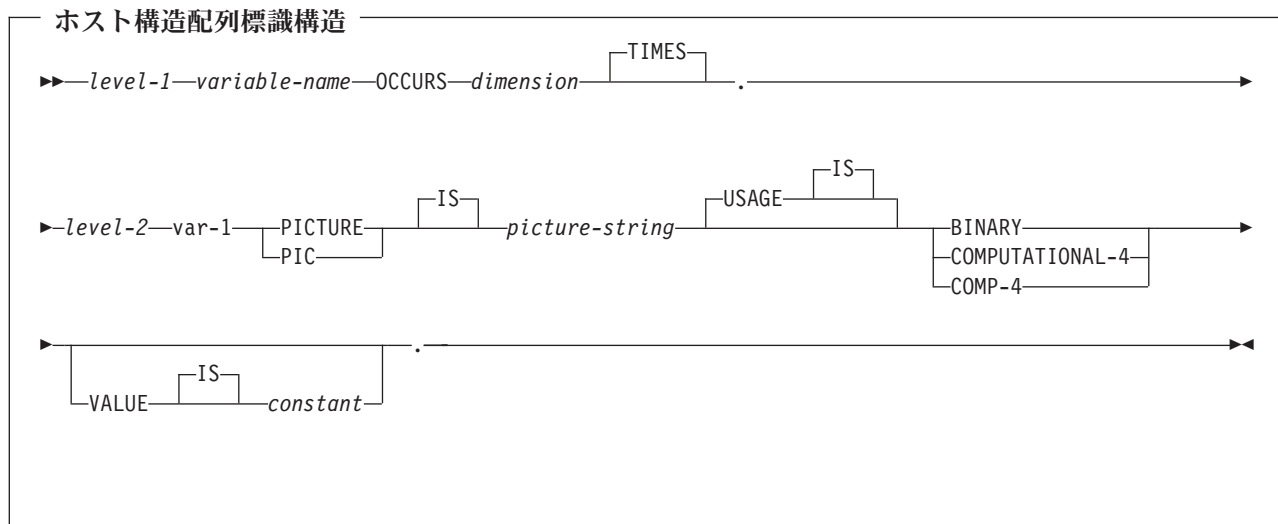 ホスト構造配列標識構造
TIMES
level-1 variable-name OCCURS dimension .
IS IS
USAGE
level-2 var-1 PICTURE picture-string BINARY
PIC COMPUTATIONAL-4
COMP-4
.
IS
VALUE constant